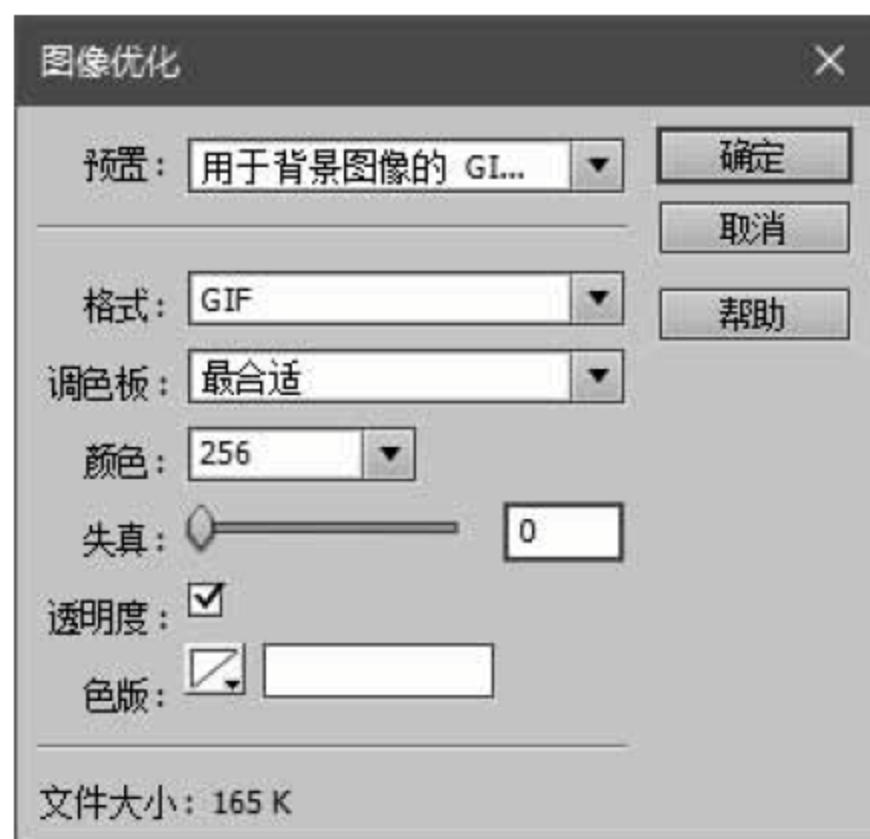 图像优化
预置： 用于背景图像的 GI...
确定
取消
格式： GIF
帮助
调色板： 最合适
颜色： 256
失真： 0
透明度：
色版：
文件大小：165 K